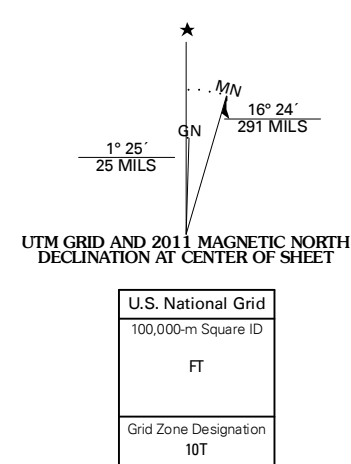 ★
MN
16° 24´
291 MILS
GN
1° 25´
25 MILS
UTM GRID AND 2011 MAGNETIC NORTH
DECLINATION AT CENTER OF SHEET
U.S. National Grid
100,000-m Square ID
FT
Grid Zone Designation
10T